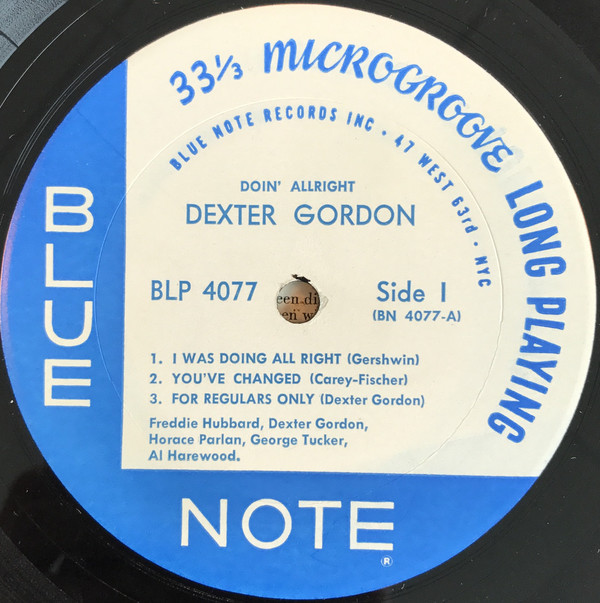 33⅓ MICROGROOVE LONG PLAYING
BLUE NOTE RECORDS INC • 47 WEST 63rd • NYC
DOIN' ALLRIGHT
DEXTER GORDON
BLP 4077
Side 1
(BN 4077-A)
1. I WAS DOING ALL RIGHT (Gershwin)
2. YOU'VE CHANGED (Carey-Fischer)
3. FOR REGULARS ONLY (Dexter Gordon)
Freddie Hubbard, Dexter Gordon,
Horace Parlan, George Tucker,
Al Harewood.
BLUE
NOTE
®